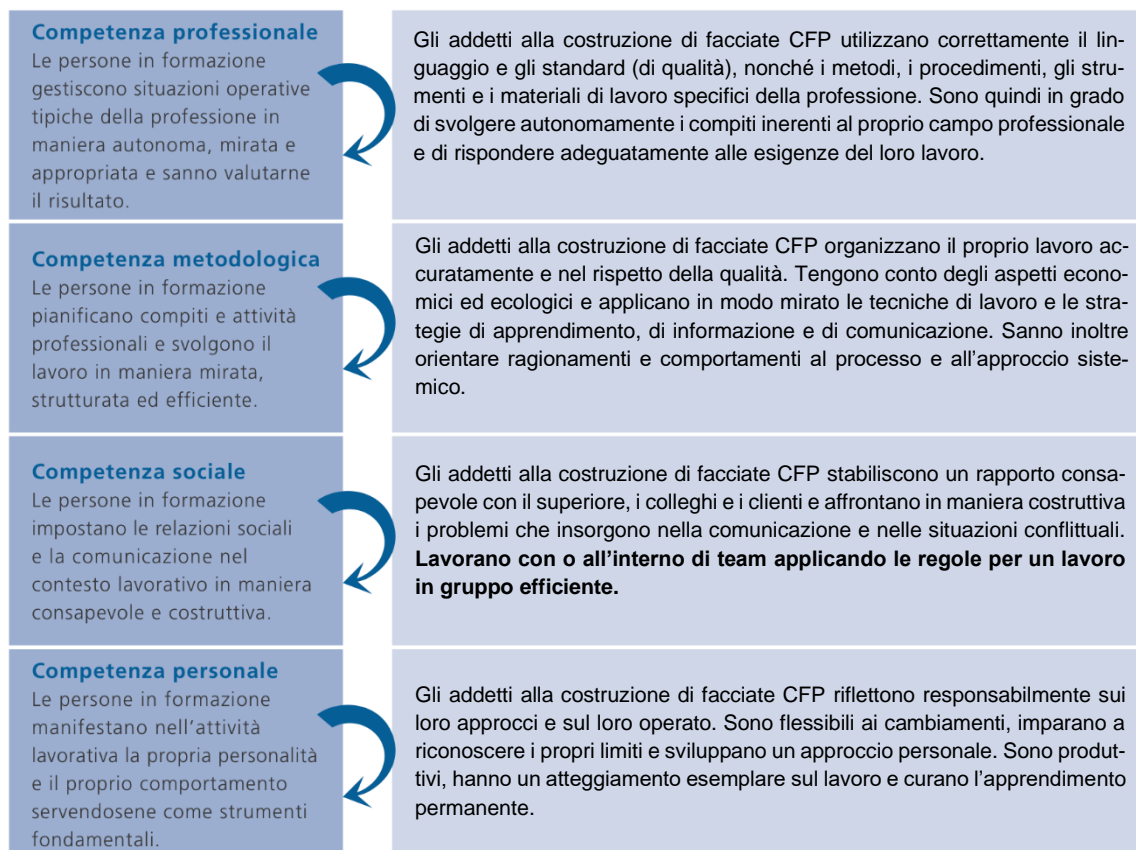 Competenza professionale
Le persone in formazione
gestiscono situazioni operative
tipiche della professione in
maniera autonoma, mirata e
appropriata e sanno valutarne
il risultato.
Gli addetti alla costruzione di facciate CFP utilizzano correttamente il lin-
guaggio e gli standard (di qualità), nonché i metodi, i procedimenti, gli stru-
menti e i materiali di lavoro specifici della professione. Sono quindi in grado
di svolgere autonomamente i compiti inerenti al proprio campo professionale
e di rispondere adeguatamente alle esigenze del loro lavoro.
Competenza metodologica
Le persone in formazione
pianificano compiti e attività
professionali e svolgono il
lavoro in maniera mirata,
strutturata ed efficiente.
Gli addetti alla costruzione di facciate CFP organizzano il proprio lavoro ac-
curatamente e nel rispetto della qualità. Tengono conto degli aspetti econo-
mici ed ecologici e applicano in modo mirato le tecniche di lavoro e le stra-
tegie di apprendimento, di informazione e di comunicazione. Sanno inoltre
orientare ragionamenti e comportamenti al processo e all'approccio siste-
mico.
Competenza sociale
Le persone in formazione
impostano le relazioni sociali
e la comunicazione nel
contesto lavorativo in maniera
consapevole e costruttiva.
Gli addetti alla costruzione di facciate CFP stabiliscono un rapporto consa-
pevole con il superiore, i colleghi e i clienti e affrontano in maniera costruttiva
i problemi che insorgono nella comunicazione e nelle situazioni conflittuali.
Lavorano con o all'interno di team applicando le regole per un lavoro
in gruppo efficiente.
Competenza personale
Le persone in formazione
manifestano nell'attività
lavorativa la propria personalità
e il proprio comportamento
servendosene come strumenti
fondamentali.
Gli addetti alla costruzione di facciate CFP riflettono responsabilmente sui
loro approcci e sul loro operato. Sono flessibili ai cambiamenti, imparano a
riconoscere i propri limiti e sviluppano un approccio personale. Sono produt-
tivi, hanno un atteggiamento esemplare sul lavoro e curano l'apprendimento
permanente.